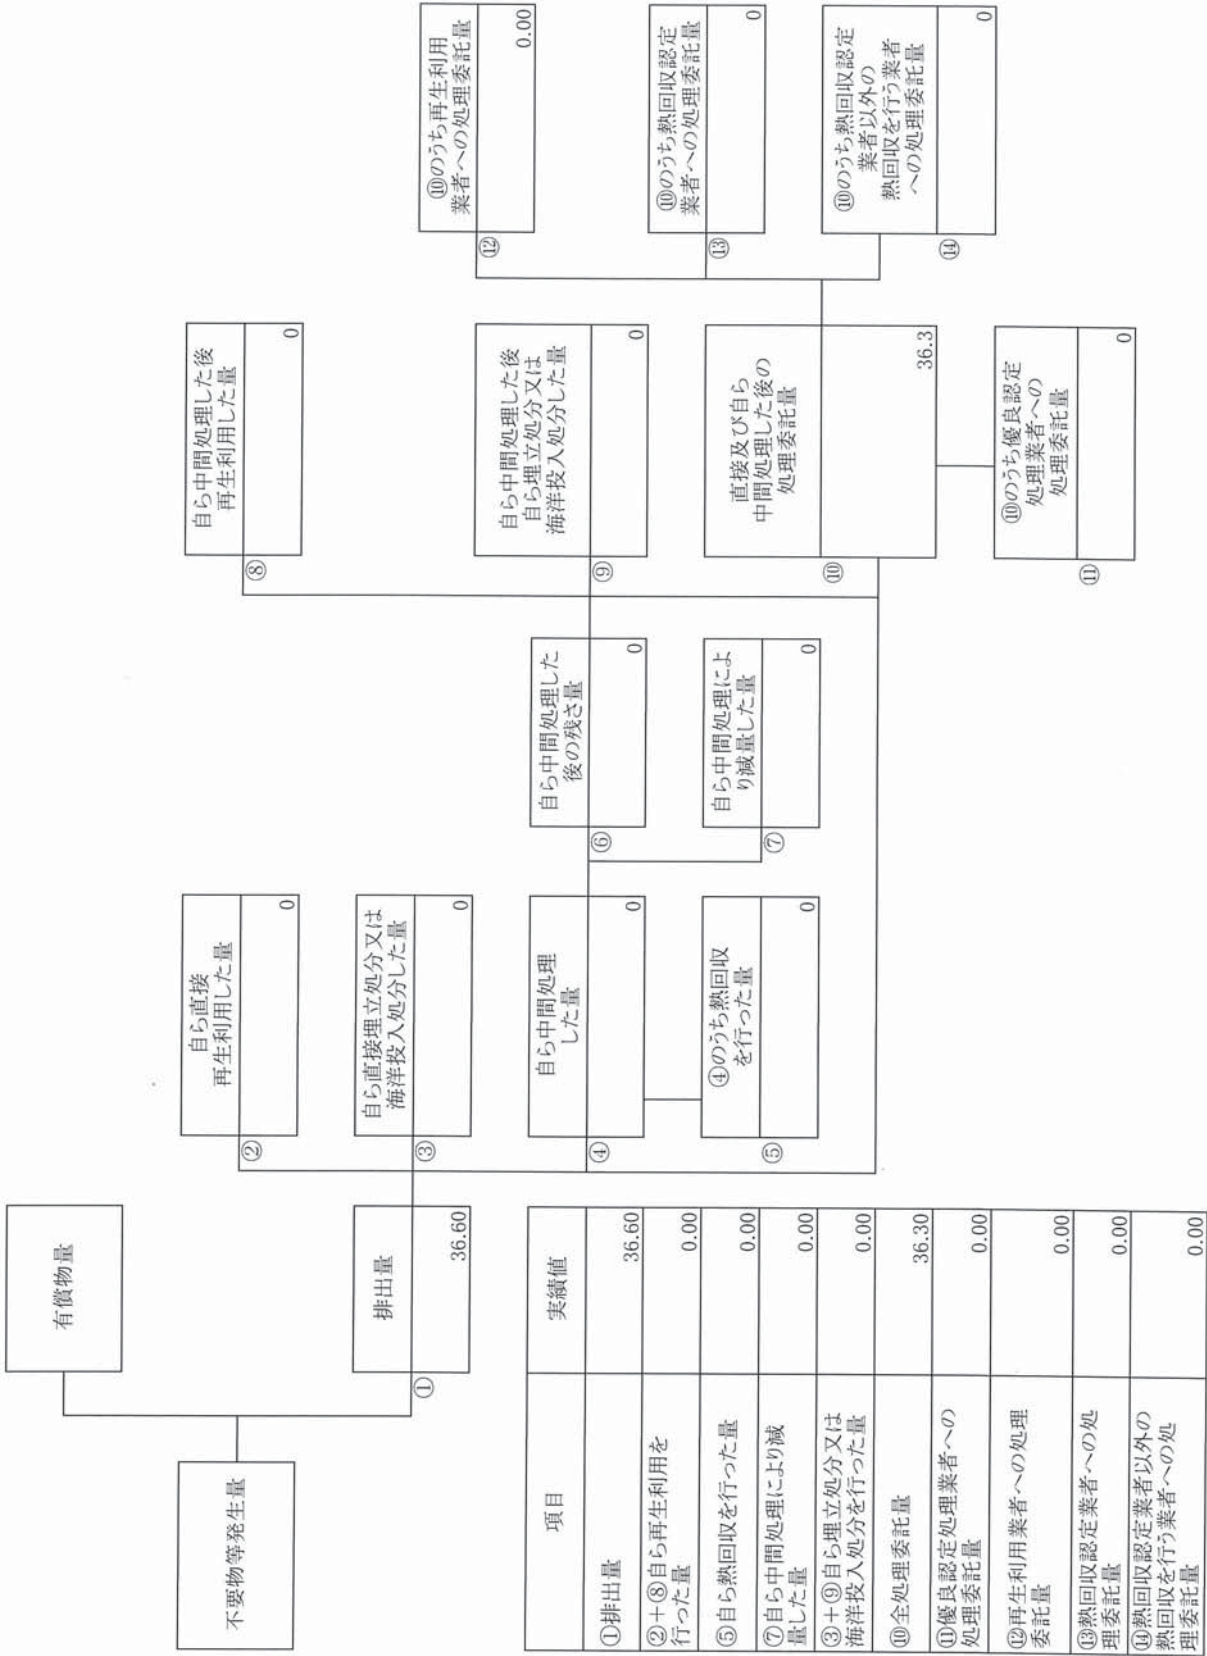 不要物等発生量
有償物量
①
排出量
36.60
②
自ら直接
再生利用した量
0
③
自ら直接埋立処分又は
海洋投入処分した量
0
④
自ら中間処理
した量
0
⑤
④のうち熱回収
を行った量
0
⑥
自ら中間処理した
後の残さ量
0
⑦
自ら中間処理によ
り減量した量
0
⑧
自ら中間処理した後
再生利用した量
0
⑨
自ら中間処理した後
自ら埋立処分又は
海洋投入処分した量
0
⑩
直接及び自ら
中間処理した後の
処理委託量
36.3
⑪
⑩のうち優良認定
処理業者への
処理委託量
0
⑫
⑩のうち再生利用
業者への処理委託量
0.00
⑬
⑩のうち熱回収認定
業者への処理委託量
0
⑭
⑩のうち熱回収認定
業者以外の
熱回収を行う業者
への処理委託量
0
項目 実績値
①排出量 36.60
②+⑧自ら再生利用を
行った量 0.00
⑤自ら熱回収を行った量 0.00
⑦自ら中間処理により減
量した量 0.00
③+⑨自ら埋立処分又は
海洋投入処分を行った量 0.00
⑩全処理委託量 36.30
⑪優良認定処理業者への
処理委託量 0.00
⑫再生利用業者への処理
委託量 0.00
⑬熱回収認定業者への処
理委託量 0.00
⑭熱回収認定業者以外の
熱回収を行う業者への処
理委託量 0.00